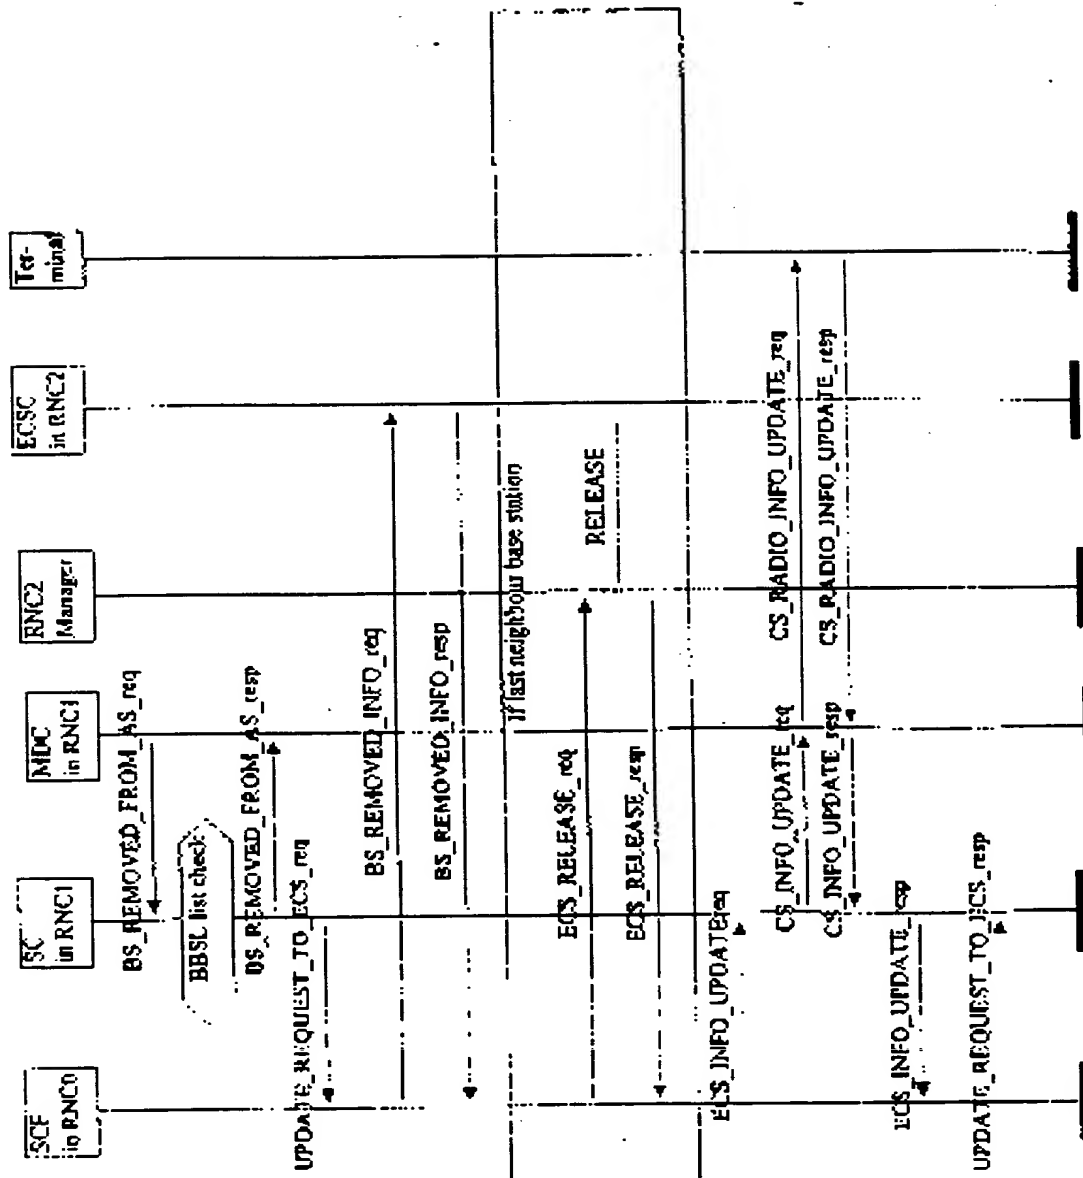 SCF
in RNC0
SC
in RNC1
MDC
in RNC1
RNC2
Manager
ECSC
in RNC2
Ter-
minal
BS_REMOVED_FROM_AS_req
BBSL list check
BS_REMOVED_FROM_AS_resp
UPDATE_REQUEST_TO_ECS_req
BS_REMOVED_INFO_req
BS_REMOVED_INFO_resp
If last neighbour base station
ECS_RELEASE_req
RELEASE
ECS_RELEASE_resp
ECS_INFO_UPDATE_req
CS_INFO_UPDATE_req
CS_RADIO_INFO_UPDATE_req
CS_INFO_UPDATE_resp
CS_RADIO_INFO_UPDATE_resp
ECS_INFO_UPDATE_resp
UPDATE_REQUEST_TO_ECS_resp